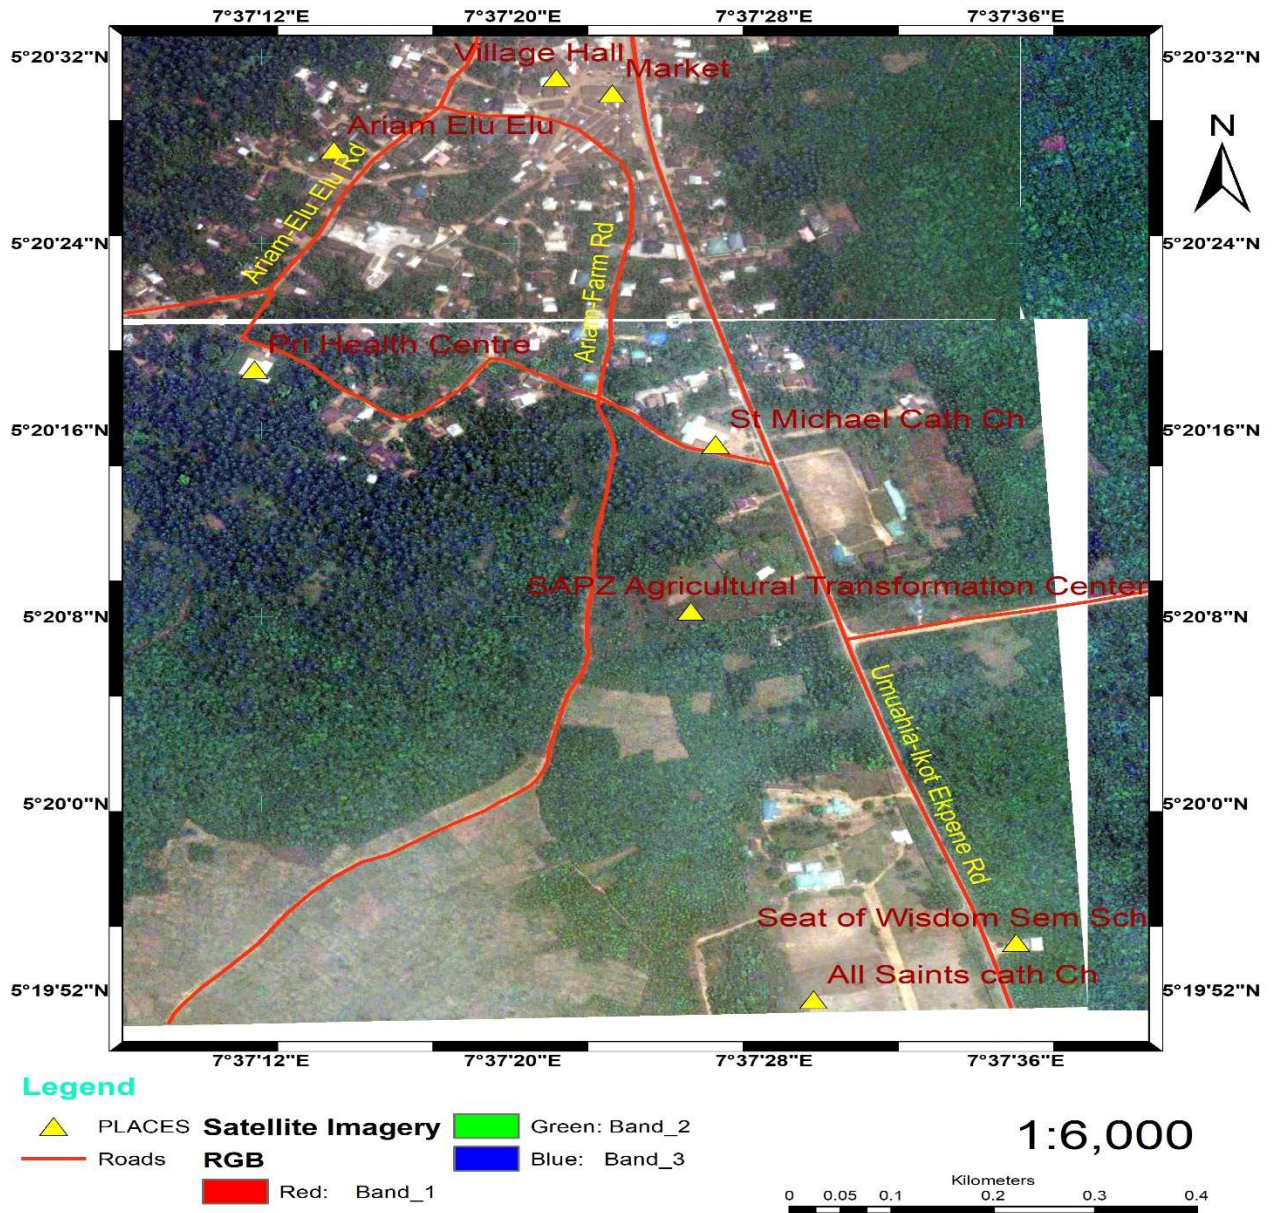 7°37'12"E 7°37'20"E 7°37'28"E 7°37'36"E
5°20'32"N
5°20'32"N
Village Hall
Market
N
Ariam Elu Elu
Ariam-Elu Elu Rd
5°20'24"N
5°20'24"N
Ariam-Farm Rd
Pri Health Centre
St Michael Cath Ch
5°20'16"N
5°20'16"N
SAPZ Agricultural Transformation Center
5°20'8"N
5°20'8"N
Umuahia-Ikot Ekpene Rd
5°20'0"N
5°20'0"N
Seat of Wisdom Sem Sch
All Saints cath Ch
5°19'52"N
5°19'52"N
7°37'12"E 7°37'20"E 7°37'28"E 7°37'36"E
Legend
PLACES
Roads
Satellite Imagery
RGB
Red: Band_1
Green: Band_2
Blue: Band_3
1:6,000
Kilometers
0 0.05 0.1 0.2 0.3 0.4